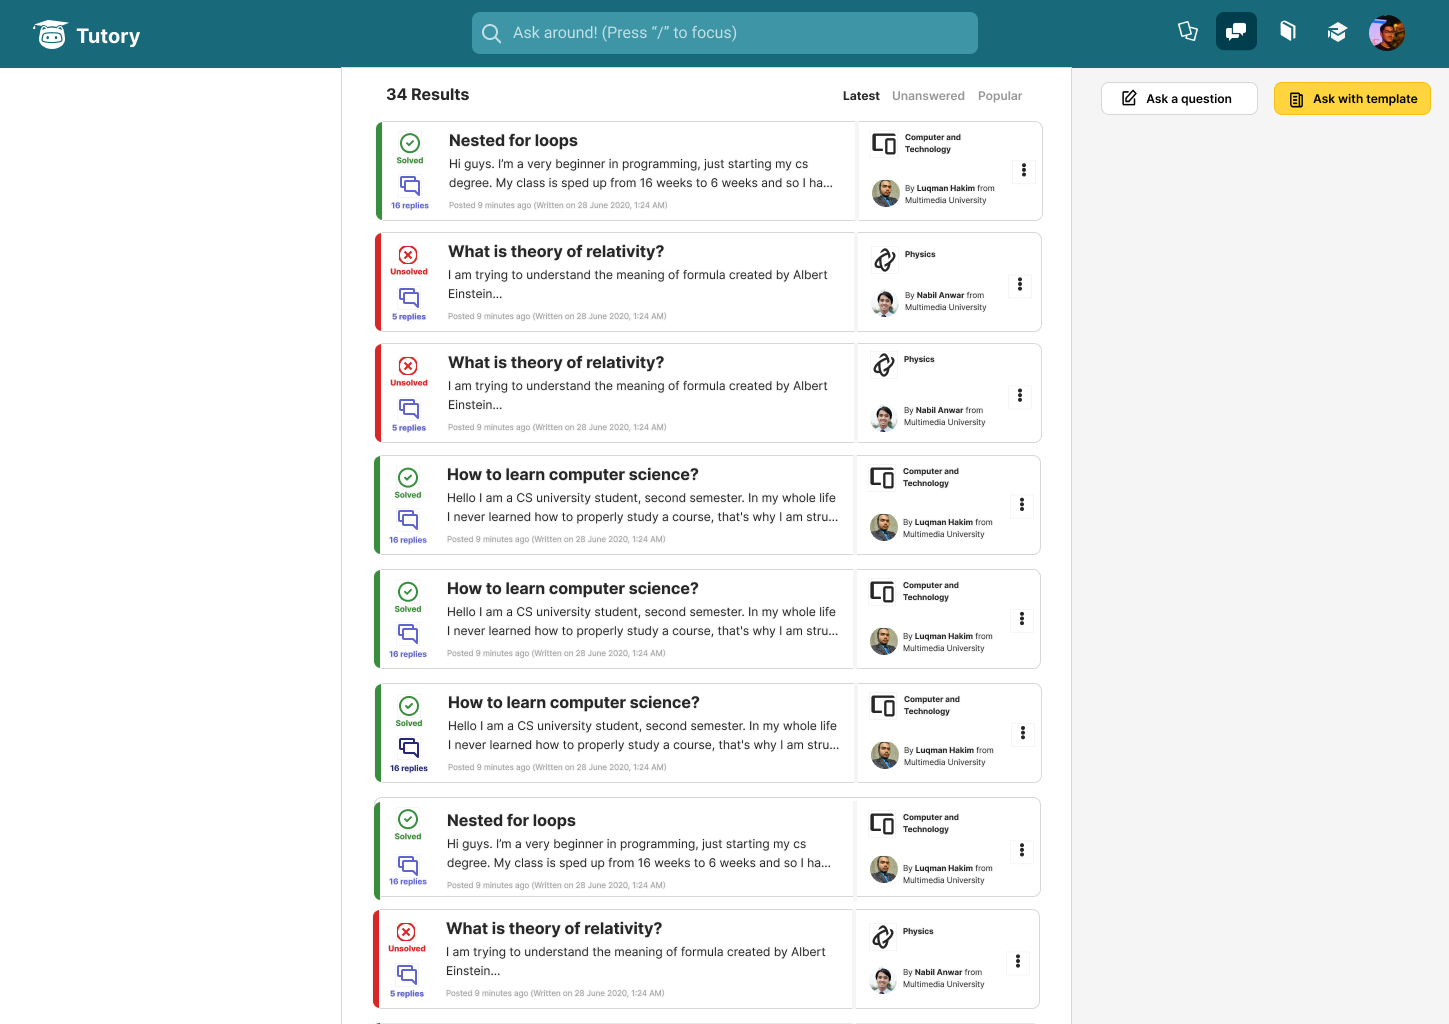 Tutory
Ask around! (Press “/” to focus)
34 Results
Latest Unanswered Popular
Ask a question
Ask with template
Solved
16 replies
Nested for loops
Hi guys. I’m a very beginner in programming, just starting my cs
degree. My class is sped up from 16 weeks to 6 weeks and so I ha...
Posted 9 minutes ago (Written on 28 June 2020, 1:24 AM)
Computer and
Technology
By Luqman Hakim from
Multimedia University
Unsolved
5 replies
What is theory of relativity?
I am trying to understand the meaning of formula created by Albert
Einstein...
Posted 9 minutes ago (Written on 28 June 2020, 1:24 AM)
Physics
By Nabil Anwar from
Multimedia University
Unsolved
5 replies
What is theory of relativity?
I am trying to understand the meaning of formula created by Albert
Einstein...
Posted 9 minutes ago (Written on 28 June 2020, 1:24 AM)
Physics
By Nabil Anwar from
Multimedia University
Solved
16 replies
How to learn computer science?
Hello I am a CS university student, second semester. In my whole life
I never learned how to properly study a course, that's why I am stru...
Posted 9 minutes ago (Written on 28 June 2020, 1:24 AM)
Computer and
Technology
By Luqman Hakim from
Multimedia University
Solved
16 replies
How to learn computer science?
Hello I am a CS university student, second semester. In my whole life
I never learned how to properly study a course, that's why I am stru...
Posted 9 minutes ago (Written on 28 June 2020, 1:24 AM)
Computer and
Technology
By Luqman Hakim from
Multimedia University
Solved
16 replies
How to learn computer science?
Hello I am a CS university student, second semester. In my whole life
I never learned how to properly study a course, that's why I am stru...
Posted 9 minutes ago (Written on 28 June 2020, 1:24 AM)
Computer and
Technology
By Luqman Hakim from
Multimedia University
Solved
16 replies
Nested for loops
Hi guys. I’m a very beginner in programming, just starting my cs
degree. My class is sped up from 16 weeks to 6 weeks and so I ha...
Posted 9 minutes ago (Written on 28 June 2020, 1:24 AM)
Computer and
Technology
By Luqman Hakim from
Multimedia University
Unsolved
5 replies
What is theory of relativity?
I am trying to understand the meaning of formula created by Albert
Einstein...
Posted 9 minutes ago (Written on 28 June 2020, 1:24 AM)
Physics
By Nabil Anwar from
Multimedia University